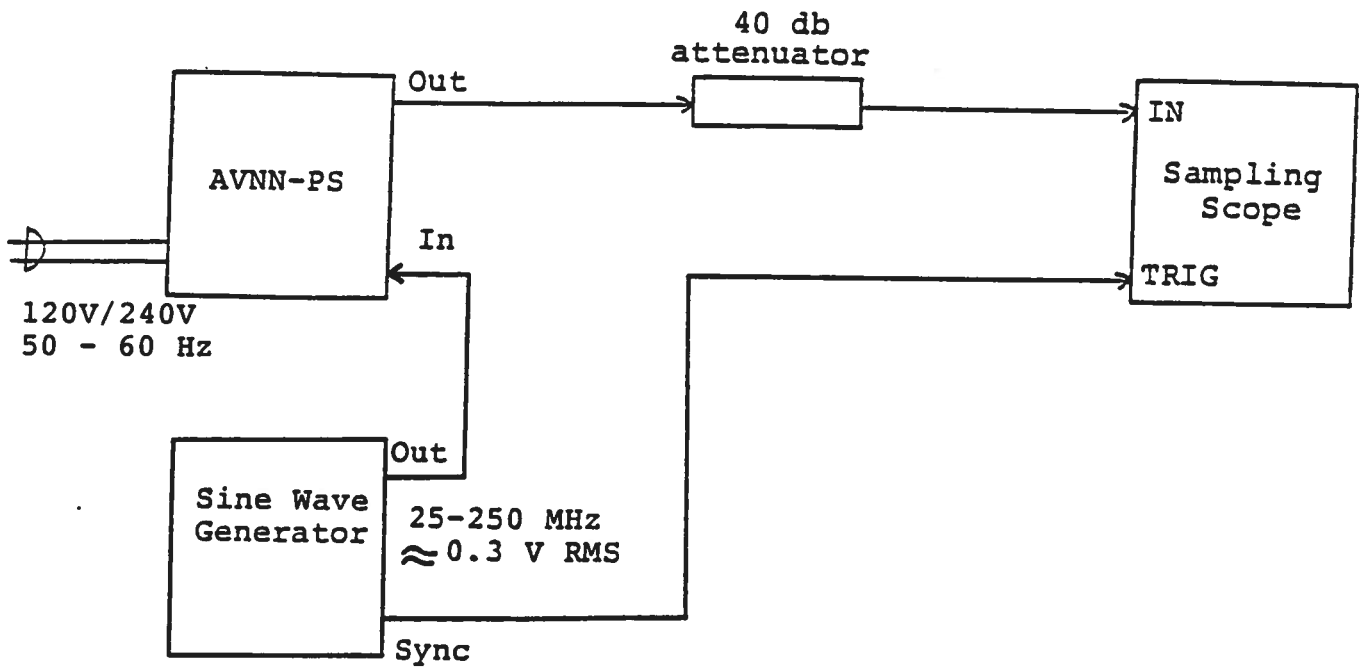 40 db
attenuator
Out
IN
AVNN-PS
Sampling
Scope
In
TRIG
120V/240V
50 - 60 Hz
Out
Sine Wave
Generator
25-250 MHz
≈ 0.3 V RMS
Sync